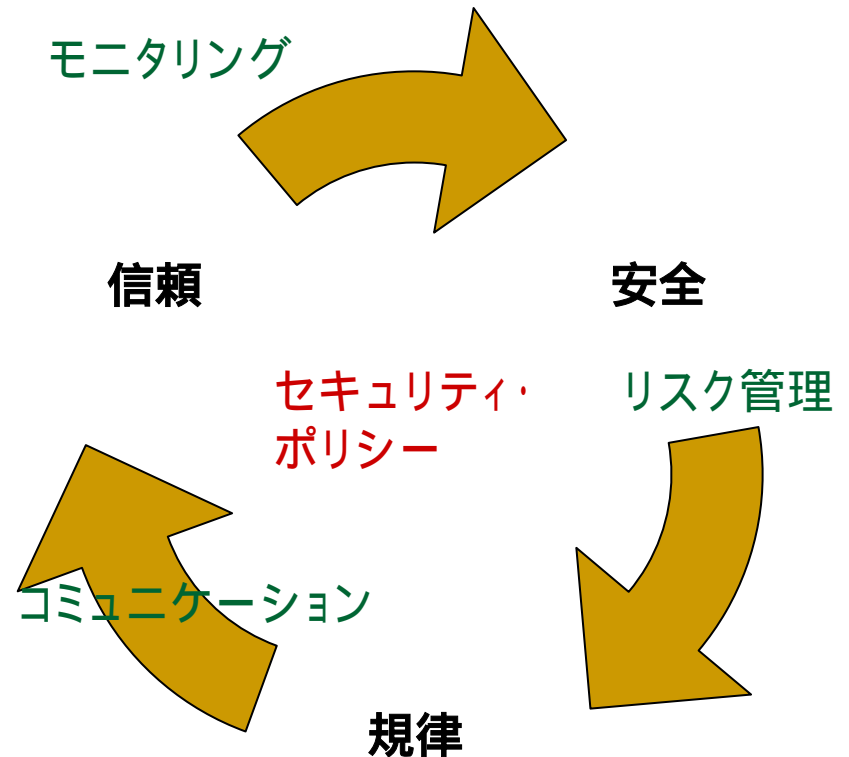 モニタリング
信頼
安全
セキュリティ・
ポリシー
リスク管理
コミュニケーション
規律